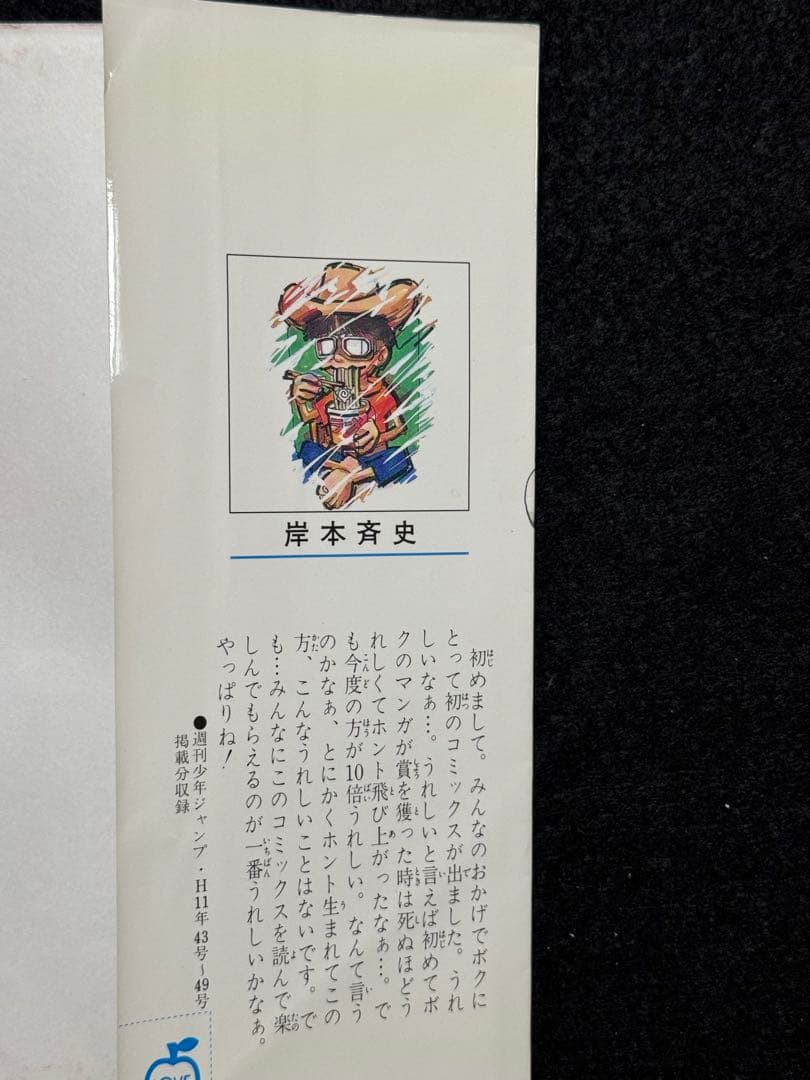 岸本斉史
初めまして。みんなのおかげでボクに
とって初のコミックスが出ました。うれ
しいなぁ…。うれしいと言えば初めてボ
クのマンガが賞を獲った時は死ぬほどう
れしくてホント飛び上がったなぁ…。で
も今度の方が10倍うれしい。なんて言う
のかなぁ、とにかくホント生まれてこの
方、こんなうれしいことはないです。で
も…みんなにこのコミックスを読んで楽
しんでもらえるのが一番うれしいかなぁ。
やっぱりね！
●週刊少年ジャンプ・H11年43号〜49号
掲載分収録